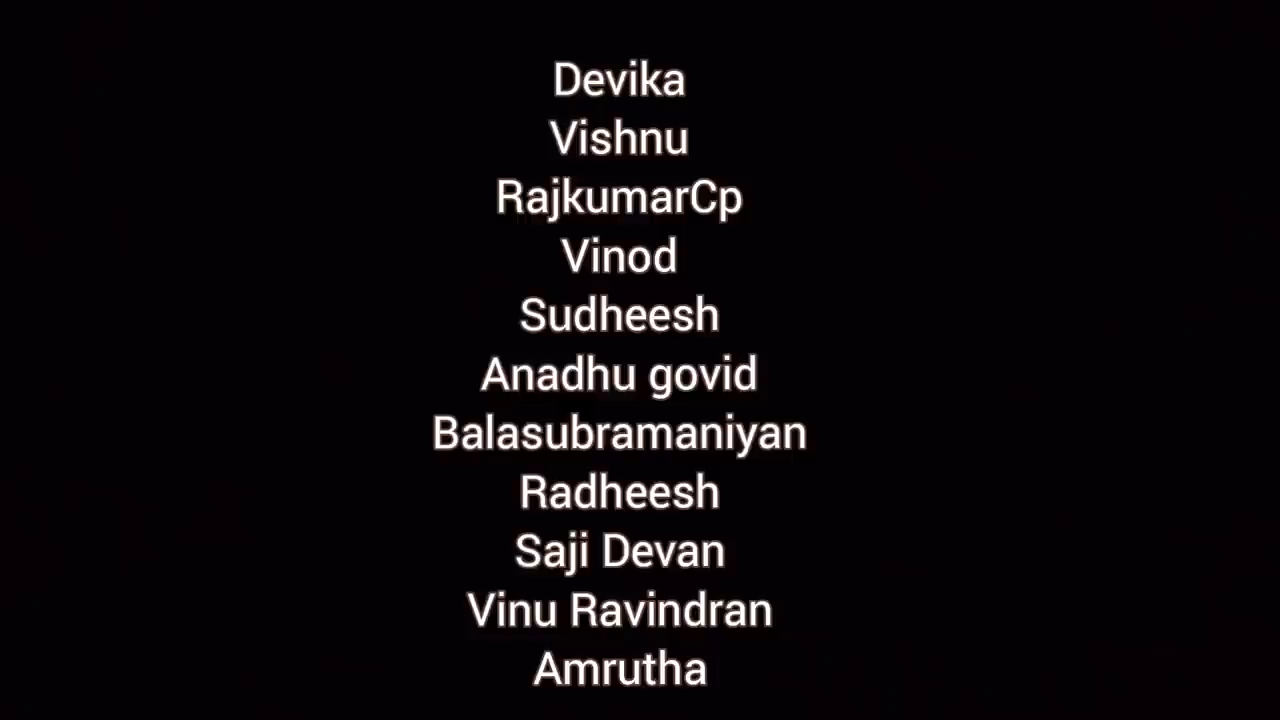 Devika
Vishnu
RajkumarCp
Vinod
Sudheesh
Anadhu govid
Balasubramaniyan
Radheesh
Saji Devan
Vinu Ravindran
Amrutha